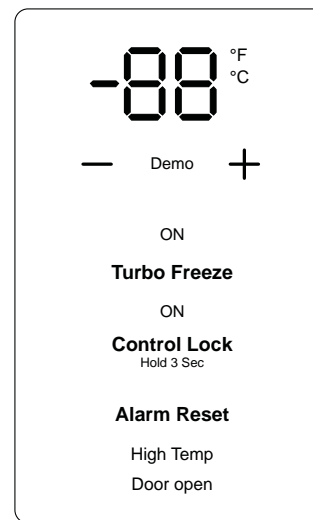 -88 °F
°C
— Demo +
ON
Turbo Freeze
ON
Control Lock
Hold 3 Sec
Alarm Reset
High Temp
Door open